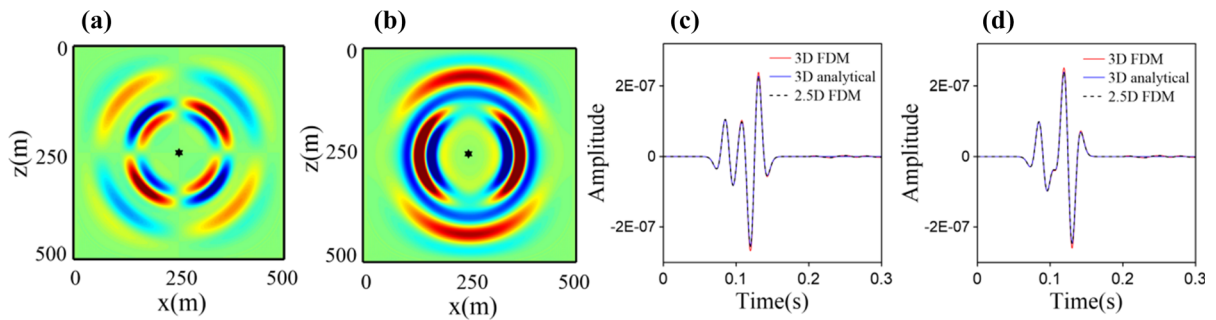 (a)
0
z(m)
250
500
0
250
500
x(m)
(b)
0
z(m)
250
500
0
250
500
x(m)
(c)
3D FDM
3D analytical
2.5D FDM
Amplitude
2E-07
0
-2E-07
0
0.1
0.2
0.3
Time(s)
(d)
3D FDM
3D analytical
2.5D FDM
Amplitude
2E-07
0
-2E-07
0
0.1
0.2
0.3
Time(s)